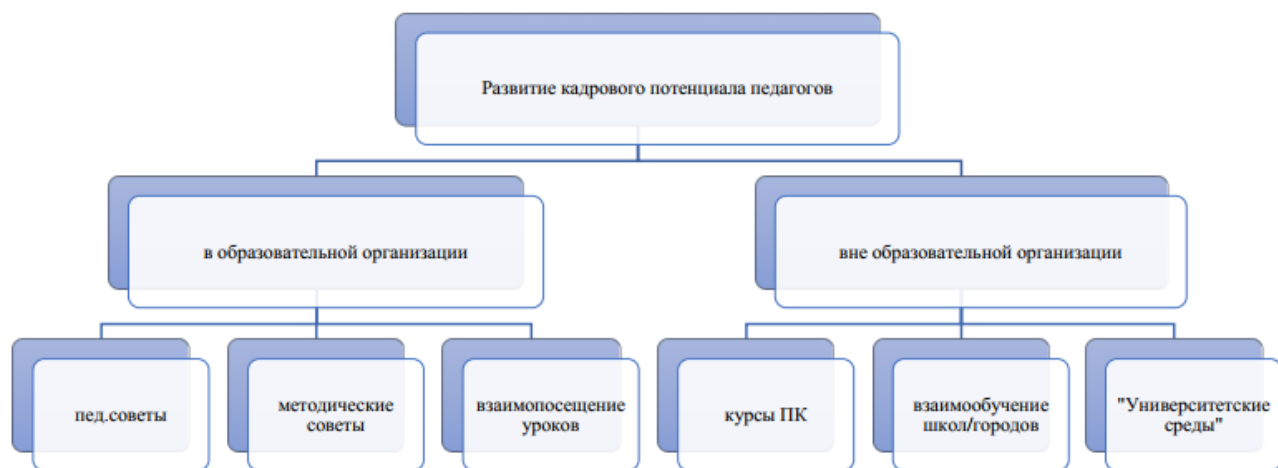 Развитие кадрового потенциала педагогов
в образовательной организации
вне образовательной организации
пед.советы
методические
советы
взаимопосещение
уроков
курсы ПК
взаимообучение
школ/городов
"Университетские
среды"